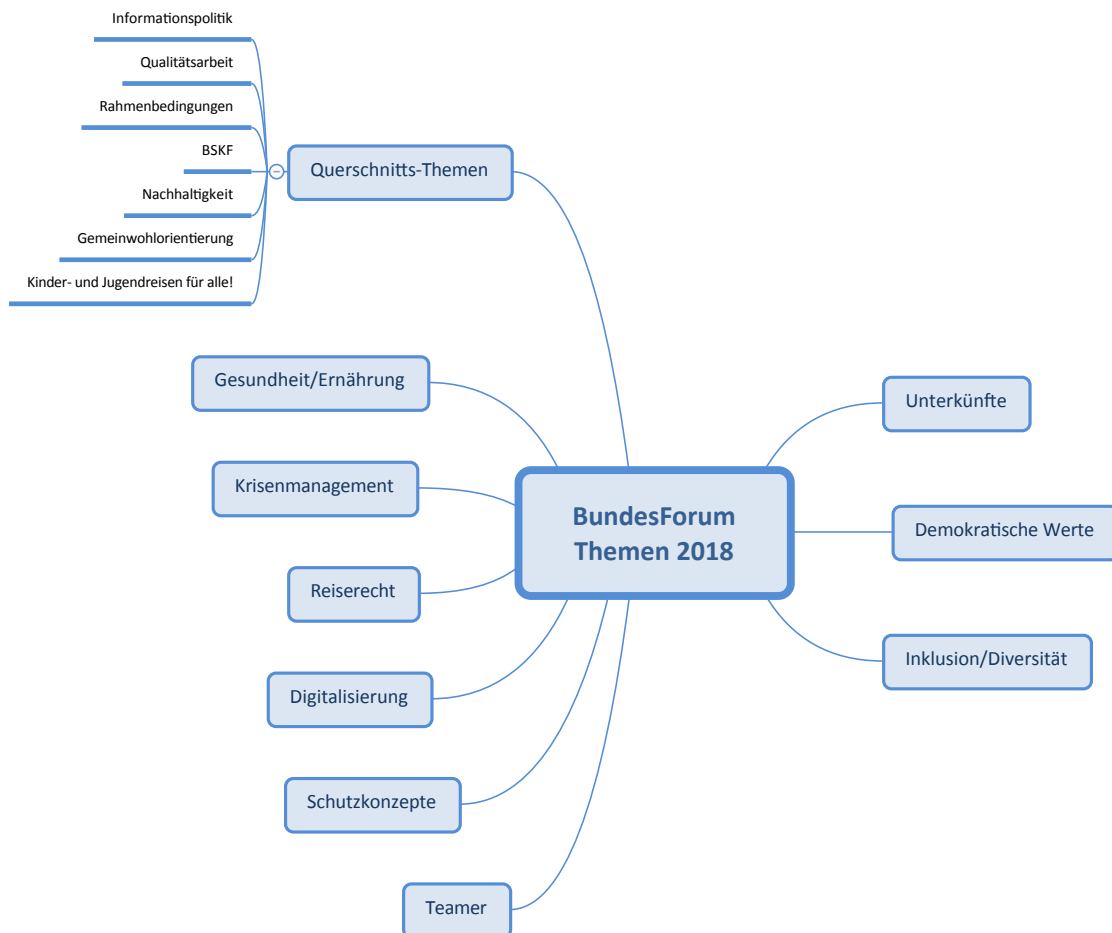 Informationspolitik
Qualitätsarbeit
Rahmenbedingungen
BSKF
Nachhaltigkeit
Gemeinwohlorientierung
Kinder- und Jugendreisen für alle!
Querschnitts-Themen
Gesundheit/Ernährung
Krisenmanagement
Reiserecht
Digitalisierung
Schutzkonzepte
Teamer
BundesForum
Themen 2018
Unterkünfte
Demokratische Werte
Inklusion/Diversität